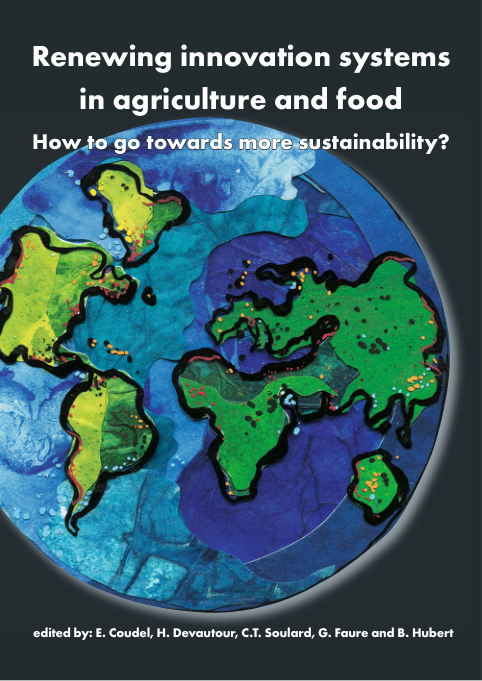 Renewing innovation systems
in agriculture and food
How to go towards more sustainability?
edited by: E. Coudel, H. Devautour, C.T. Soulard, G. Faure and B. Hubert